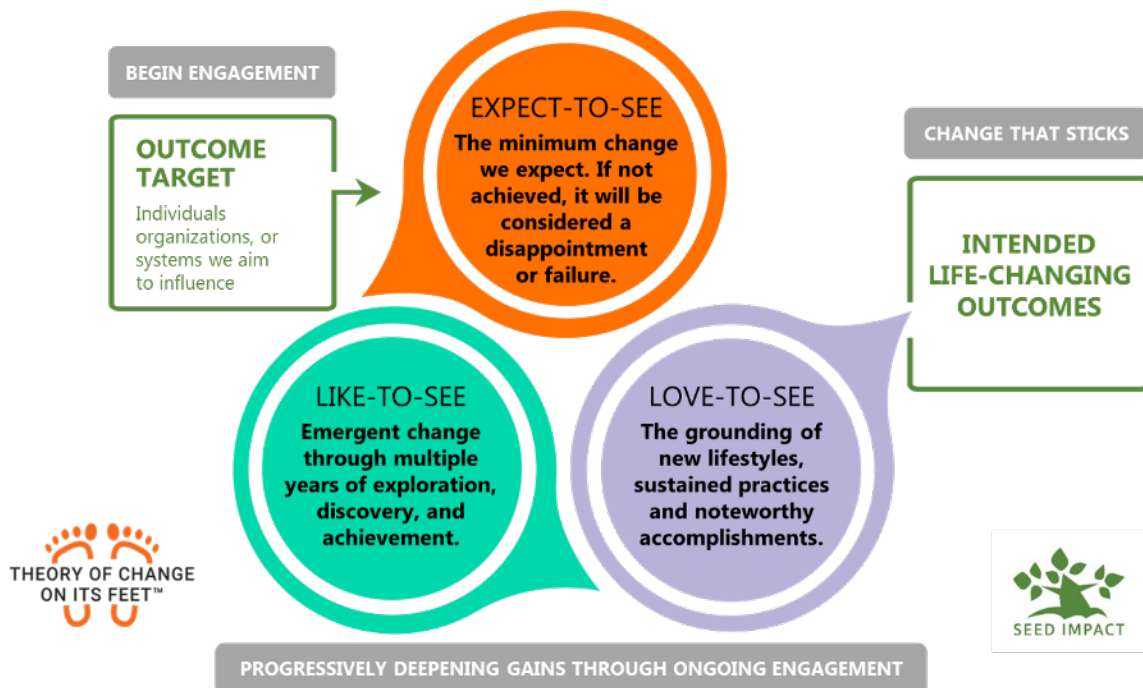 BEGIN ENGAGEMENT
OUTCOME
TARGET
Individuals
organizations, or
systems we aim
to influence
EXPECT-TO-SEE
The minimum change
we expect. If not
achieved, it will be
considered a
disappointment
or failure.
CHANGE THAT STICKS
INTENDED
LIFE-CHANGING
OUTCOMES
LIKE-TO-SEE
Emergent change
through multiple
years of exploration,
discovery, and
achievement.
LOVE-TO-SEE
The grounding of
new lifestyles,
sustained practices
and noteworthy
accomplishments.
THEORY OF CHANGE
ON ITS FEET™
SEED IMPACT
PROGRESSIVELY DEEPENING GAINS THROUGH ONGOING ENGAGEMENT